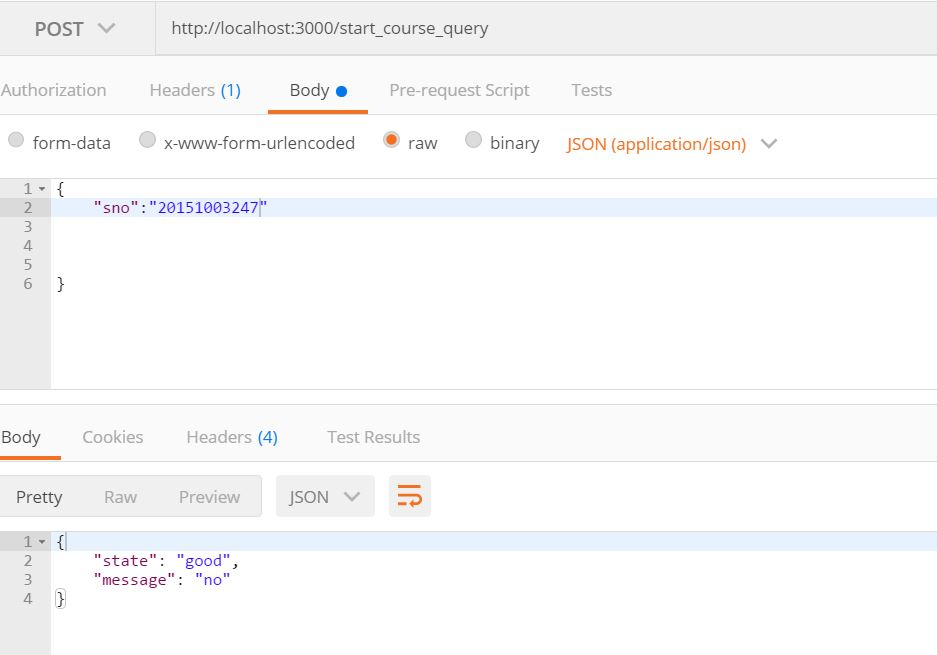 POST http://localhost:3000/start_course_query
Authorization Headers (1) Body Pre-request Script Tests
form-data x-www-form-urlencoded raw binary JSON (application/json)
1 {
2 "sno":"20151003247"
3
4
5
6 }
Body Cookies Headers (4) Test Results
Pretty Raw Preview JSON
1 {
2 "state": "good",
3 "message": "no"
4 }